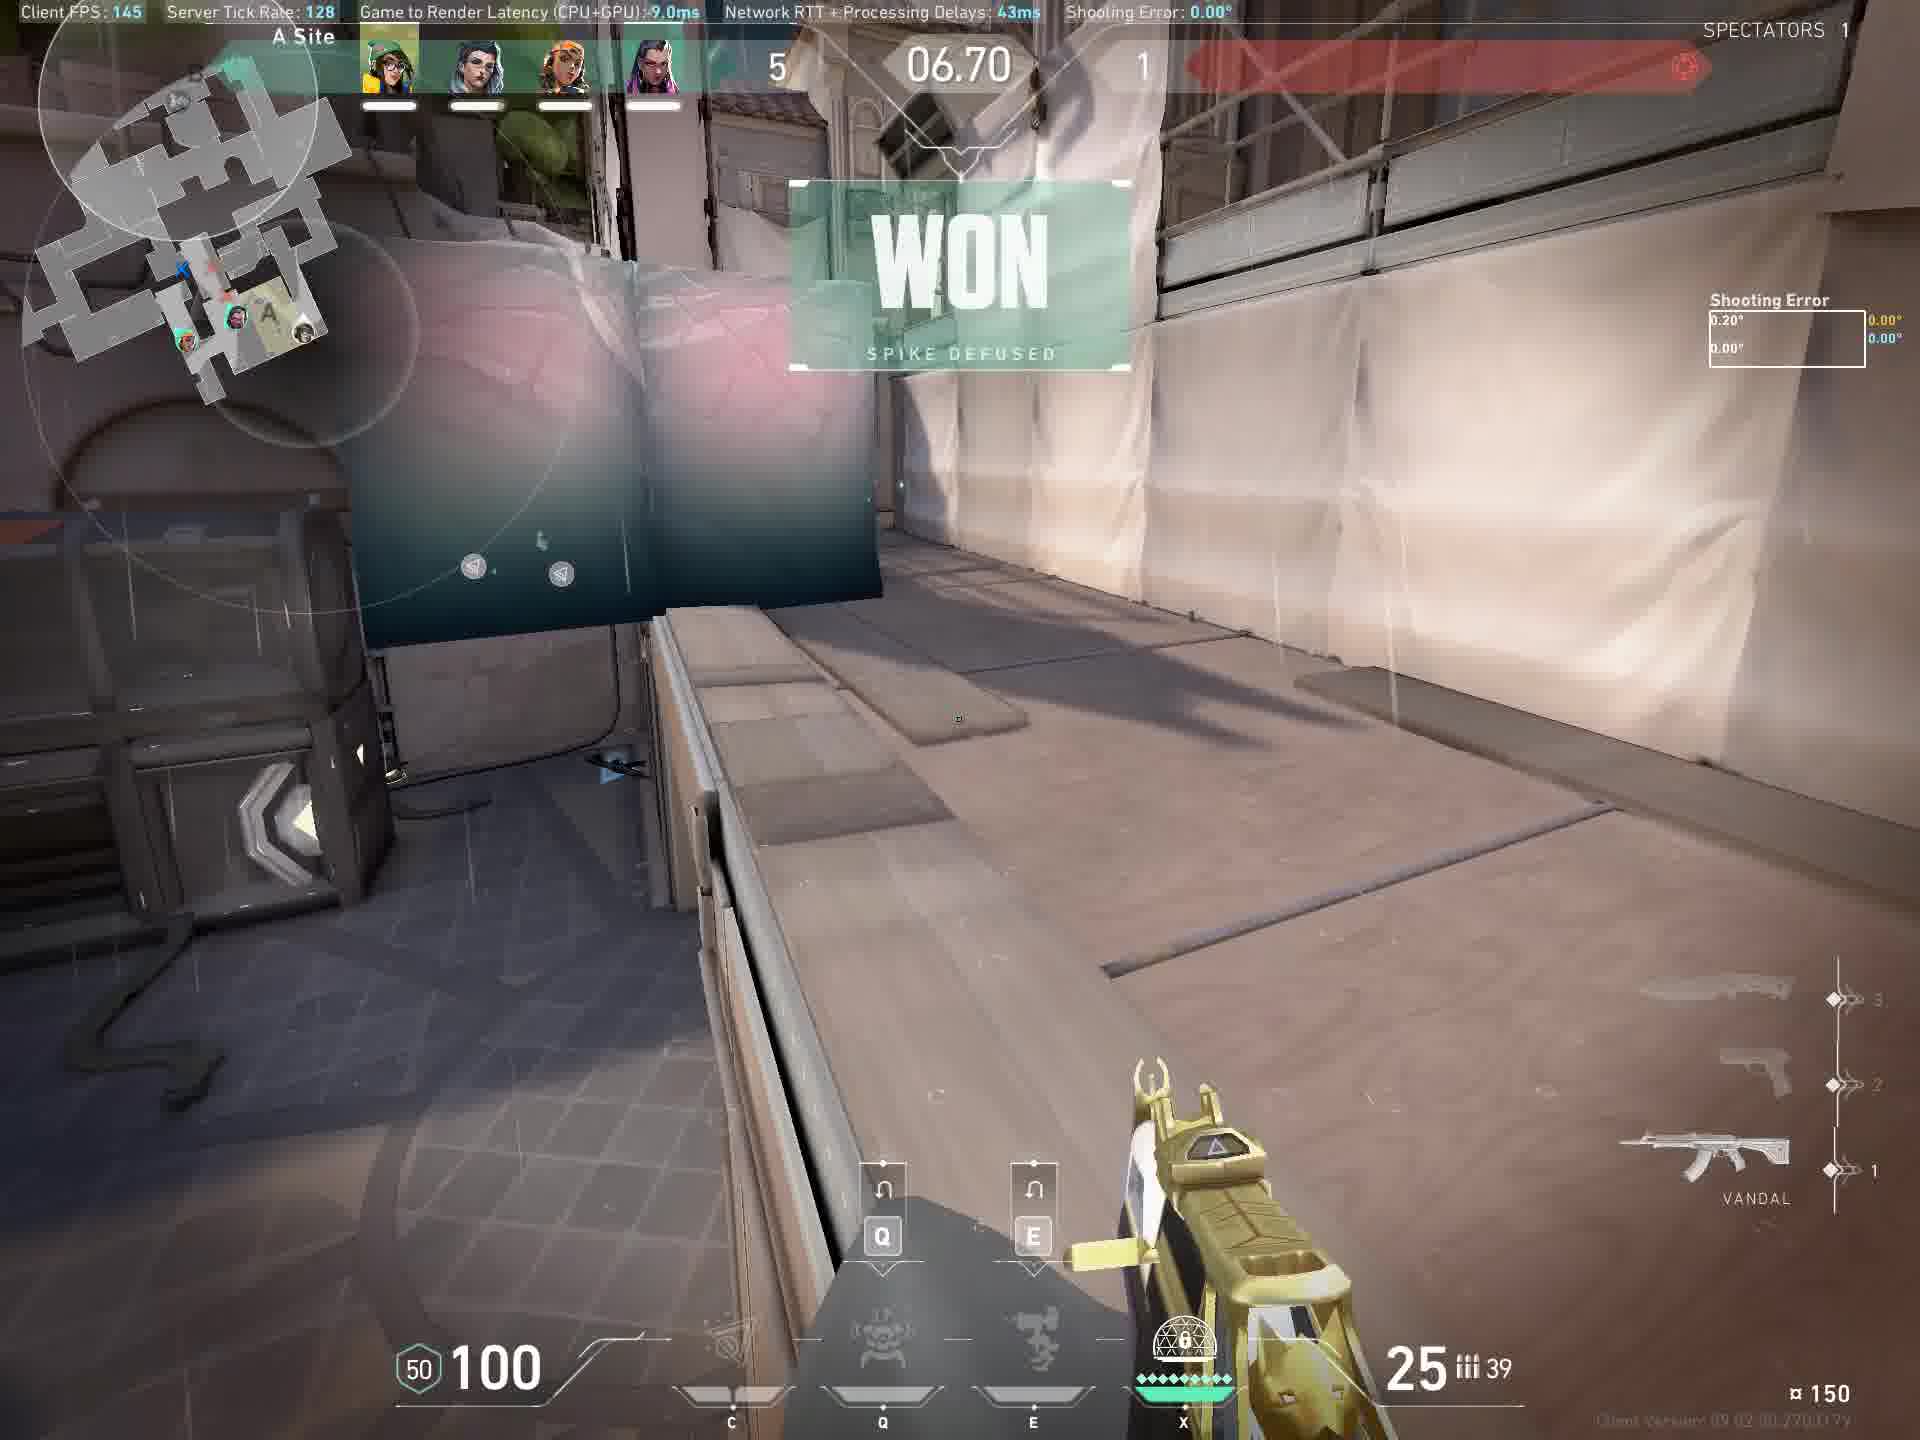 Client FPS: 145 Server Tick Rate: 128 Game to Render Latency (CPU+GPU):-9.0ms Network RTT + Processing Delays: 43ms Shooting Error: 0.00°
A Site
SPECTATORS 1
5 06.70 1
B
WON
SPIKE DEFUSED
Shooting Error
0.20° 0.00°
0.00° 0.00°
A
3
2
1
VANDAL
Q E
50 100
25 39
¤ 150
C Q E X